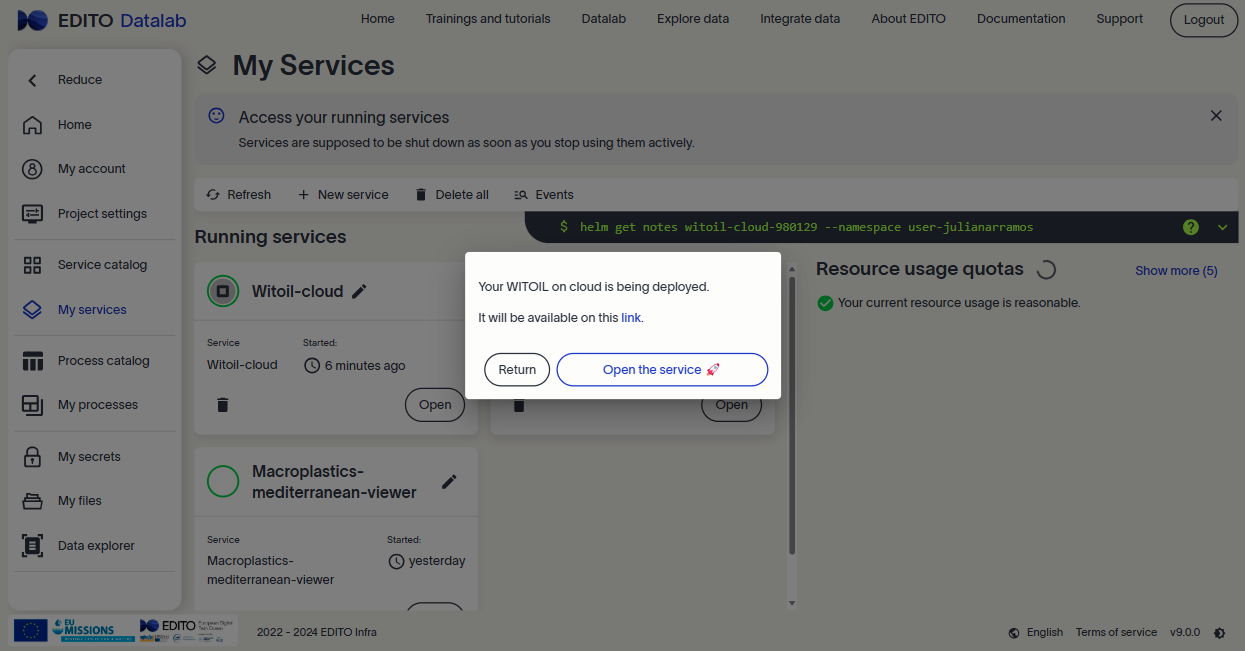 EDITO Datalab
Home
Trainings and tutorials
Datalab
Explore data
Integrate data
About EDITO
Documentation
Support
Logout
Reduce
Home
My account
Project settings
Service catalog
My services
Process catalog
My processes
My secrets
My files
Data explorer
My Services
Access your running services
Services are supposed to be shut down as soon as you stop using them actively.
Refresh
New service
Delete all
Events
$ helm get notes witoil-cloud-980129 --namespace user-julianarramos
?
Running services
Witoil-cloud
Service
Started:
Witoil-cloud
6 minutes ago
Open
Open
Macroplastics-
mediterranean-viewer
Service
Started:
Macroplastics-
mediterranean-viewer
yesterday
Your WITOIL on cloud is being deployed.
It will be available on this link.
Return
Open the service 🚀
Resource usage quotas
Show more (5)
Your current resource usage is reasonable.
EU
MISSIONS
EDITO
European Digital
Twin Ocean
2022 - 2024 EDITO Infra
English
Terms of service
v9.0.0